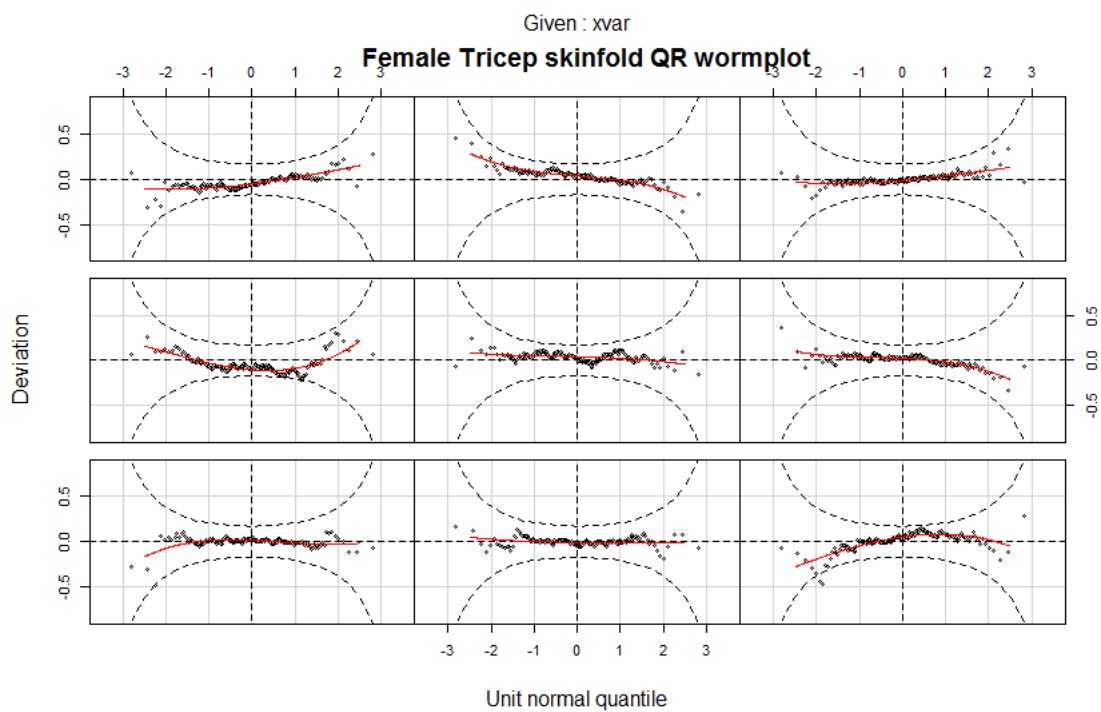 Given : xvar
Female Tricep skinfold QR wormplot
-3 -2 -1 0 1 2 3 -3 -2 -1 0 1 2 3
0.5
0.0
-0.5
0.5
0.0
-0.5
0.5
0.0
-0.5
-3 -2 -1 0 1 2 3
Deviation
Unit normal quantile